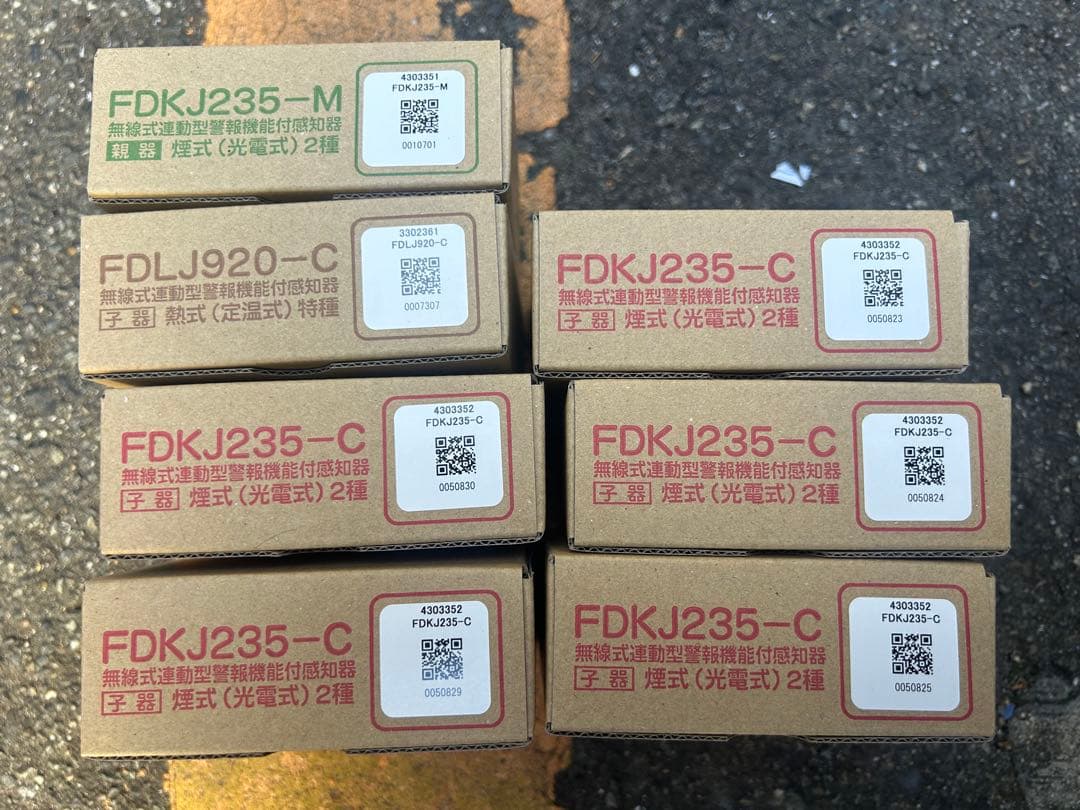 FDKJ235-M
無線式連動型警報機能付感知器
親器 煙式(光電式)2種
4303351
FDKJ235-M
0010701
FDLJ920-C
無線式連動型警報機能付感知器
子器 熱式(定温式)特種
3302361
FDLJ920-C
0007307
FDKJ235-C
無線式連動型警報機能付感知器
子器 煙式(光電式)2種
4303352
FDKJ235-C
0050830
FDKJ235-C
無線式連動型警報機能付感知器
子器 煙式(光電式)2種
4303352
FDKJ235-C
0050829
FDKJ235-C
無線式連動型警報機能付感知器
子器 煙式(光電式)2種
4303352
FDKJ235-C
0050823
FDKJ235-C
無線式連動型警報機能付感知器
子器 煙式(光電式)2種
4303352
FDKJ235-C
0050824
FDKJ235-C
無線式連動型警報機能付感知器
子器 煙式(光電式)2種
4303352
FDKJ235-C
0050825